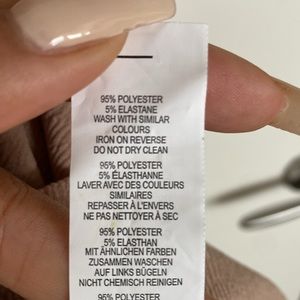 95% POLYESTER
5% ELASTANE
WASH WITH SIMILAR
COLOURS
IRON ON REVERSE
DO NOT DRY CLEAN
95% POLYESTER
5% ÉLASTHANNE
LAVER AVEC DES COULEURS
SIMILAIRES
REPASSER À L'ENVERS
NE PAS NETTOYER À SEC
95% POLYESTER
5% ELASTHAN
MIT ÄHNLICHEN FARBEN
ZUSAMMEN WASCHEN
AUF LINKS BÜGELN
NICHT CHEMISCH REINIGEN
95% POLYESTER